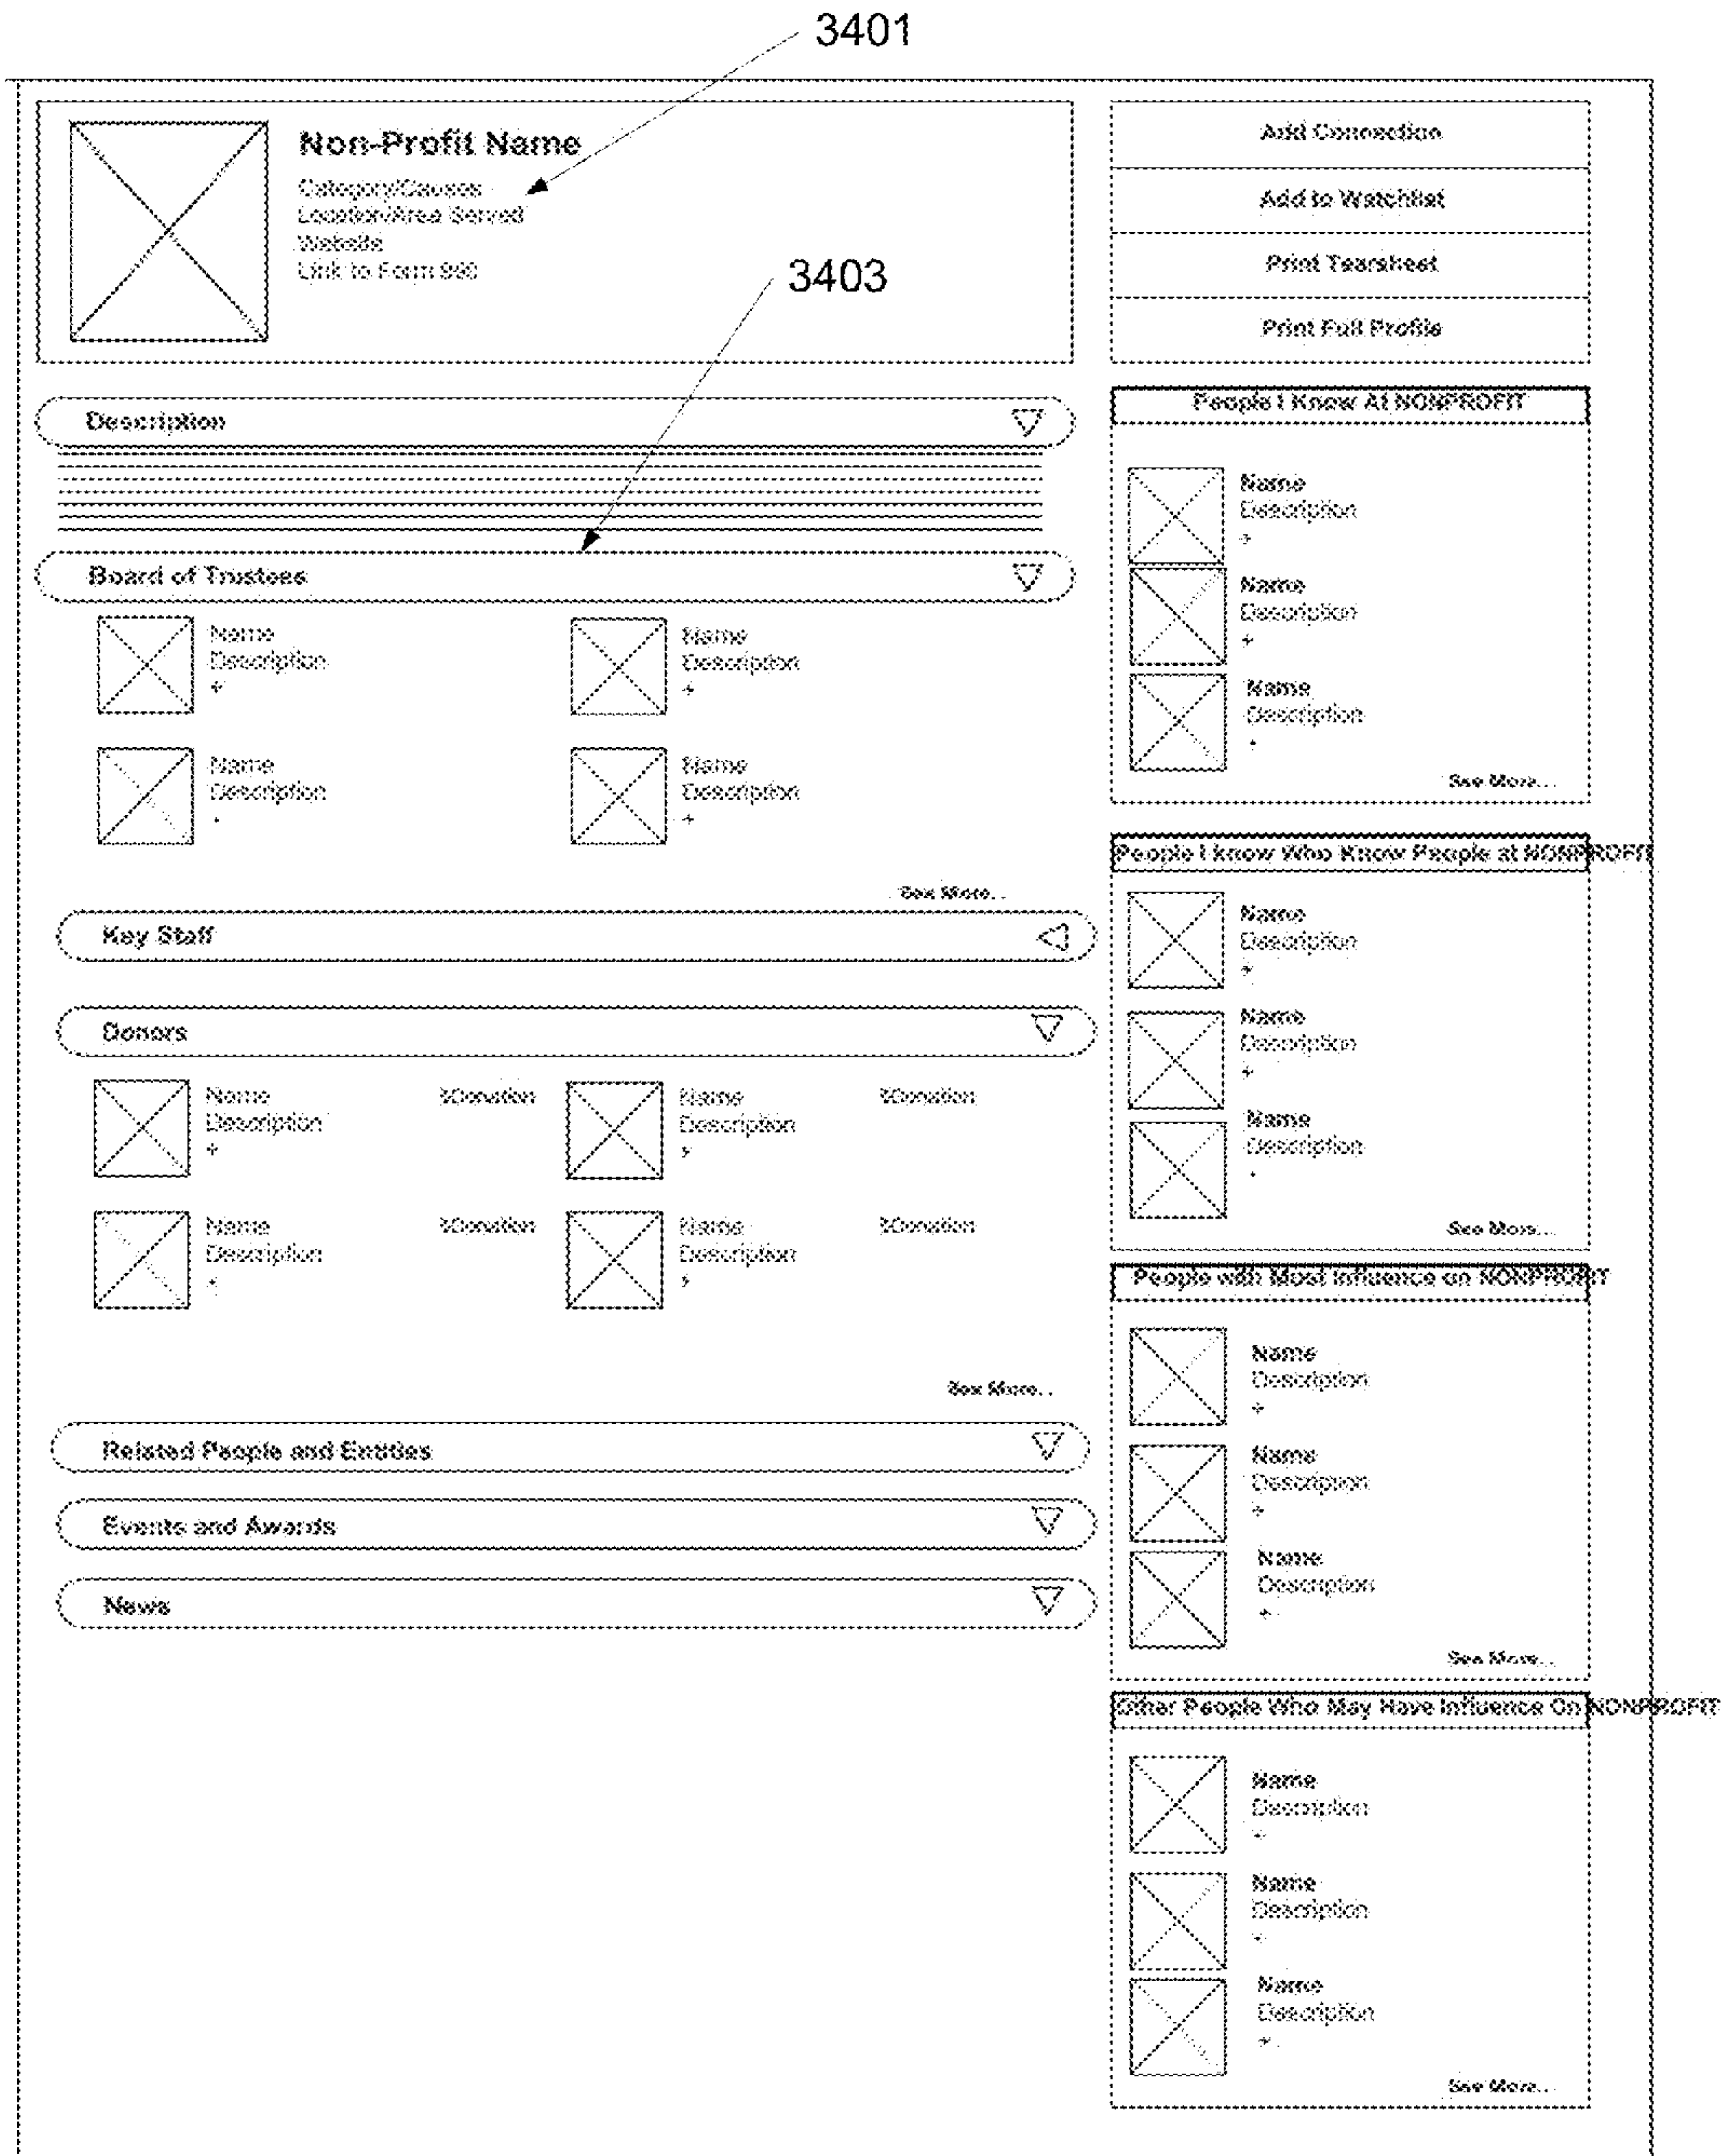 3401
Non-Profit Name
Category/Causes
Location/Area Served
Website
Link to Form 990
3403
Description
Board of Trustees
Name
Description
+
Name
Description
+
Name
Description
Name
Description
+
See More...
Key Staff
Donors
Name
Description
+
$Donation
Name
Description
+
$Donation
Name
Description
+
$Donation
Name
Description
+
$Donation
See More...
Related People and Entities
Events and Awards
News
Add Connection
Add to Watchlist
Print Tearsheet
Print Full Profile
People I Know At NONPROFIT
Name
Description
+
Name
Description
+
Name
Description
See More...
People I know Who Know People at NONPROFIT
Name
Description
+
Name
Description
+
Name
Description
See More...
People with Most Influence on NONPROFIT
Name
Description
+
Name
Description
+
Name
Description
+
See More...
Other People Who May Have Influence On NONPROFIT
Name
Description
+
Name
Description
+
Name
Description
+
See More...